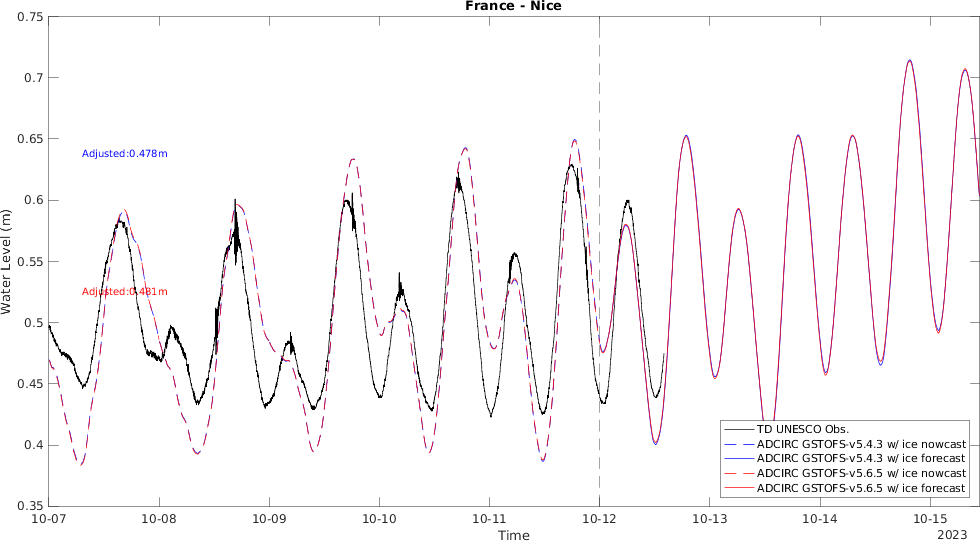 France - Nice
0.75
0.7
0.65
0.6
0.55
0.5
0.45
0.4
0.35
Water Level (m)
Adjusted:0.478m
Adjusted:0.481m
TD UNESCO Obs.
ADCIRC GSTOFS-v5.4.3 w/ ice nowcast
ADCIRC GSTOFS-v5.4.3 w/ ice forecast
ADCIRC GSTOFS-v5.6.5 w/ ice nowcast
ADCIRC GSTOFS-v5.6.5 w/ ice forecast
10-07 10-08 10-09 10-10 10-11 10-12 10-13 10-14 10-15
Time
2023